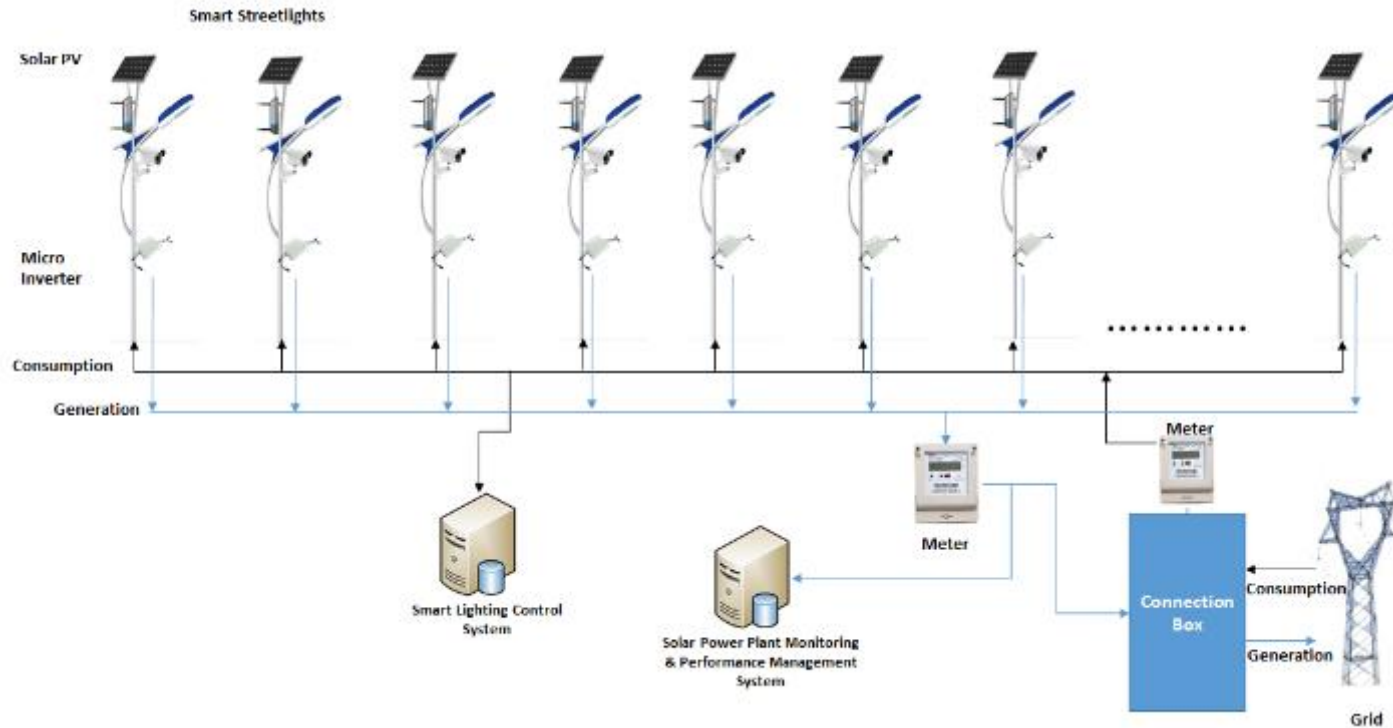 Smart Streetlights
Solar PV
Micro
Inverter
Consumption
Generation
Meter
Meter
Smart Lighting Control
System
Solar Power Plant Monitoring
& Performance Management
System
Connection
Box
Consumption
Generation
Grid